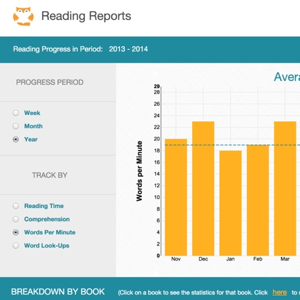 Reading Reports
Reading Progress in Period: 2013 - 2014
PROGRESS PERIOD
Week
Month
Year
TRACK BY
Reading Time
Comprehension
Words Per Minute
Word Look-Ups
Avera
Words per Minute
29
28
26
24
22
20
18
16
14
12
10
8
6
4
2
0
Nov Dec Jan Feb Mar
BREAKDOWN BY BOOK (Click on a book to see the statistics for that book. Click here to